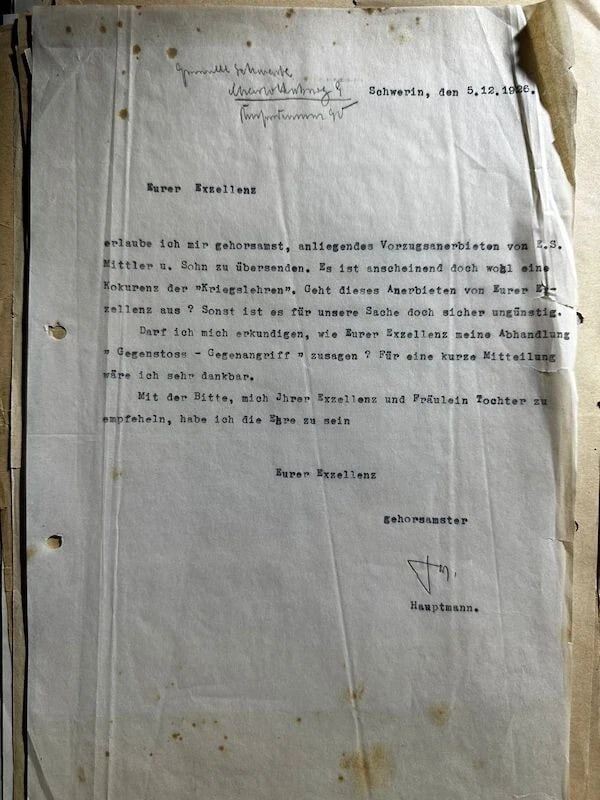 Schwerin, den 5.12.1926.
Eurer Exzellenz
erlaube ich mir gehorsamst, anliegendes Vorzugsanerbieten von E.S.
Mittler u. Sohn zu übersenden. Es ist anscheinend doch wohl eine
Kokurenz der "Kriegslehren". Geht dieses Anerbieten von Eurer Ex-
zellenz aus ? Sonst ist es für unsere Sache doch sicher ungünstig.
Darf ich mich erkundigen, wie Eurer Exzellenz meine Abhandlung
" Gegenstoss - Gegenangriff " zusagen ? Für eine kurze Mitteilung
wäre ich sehr dankbar.
Mit der Bitte, mich Jhrer Exzellenz und Fräulein Tochter zu
empfeheln, habe ich die Ehre zu sein
Eurer Exzellenz
gehorsamster
Hauptmann.